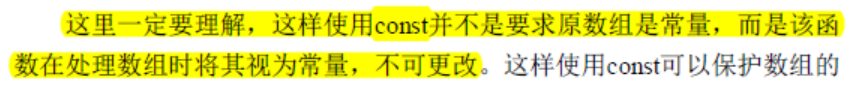 这里一定要理解，这样使用const并不是要求原数组是常量，而是该函
数在处理数组时将其视为常量，不可更改。这样使用const可以保护数组的